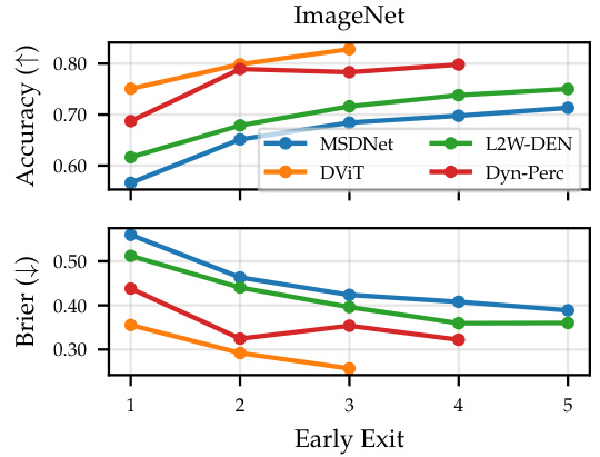 ImageNet
Accuracy (↑)
0.80
0.70
0.60
MSDNet
L2W-DEN
DViT
Dyn-Perc
Brier (↓)
0.50
0.40
0.30
1 2 3 4 5
Early Exit